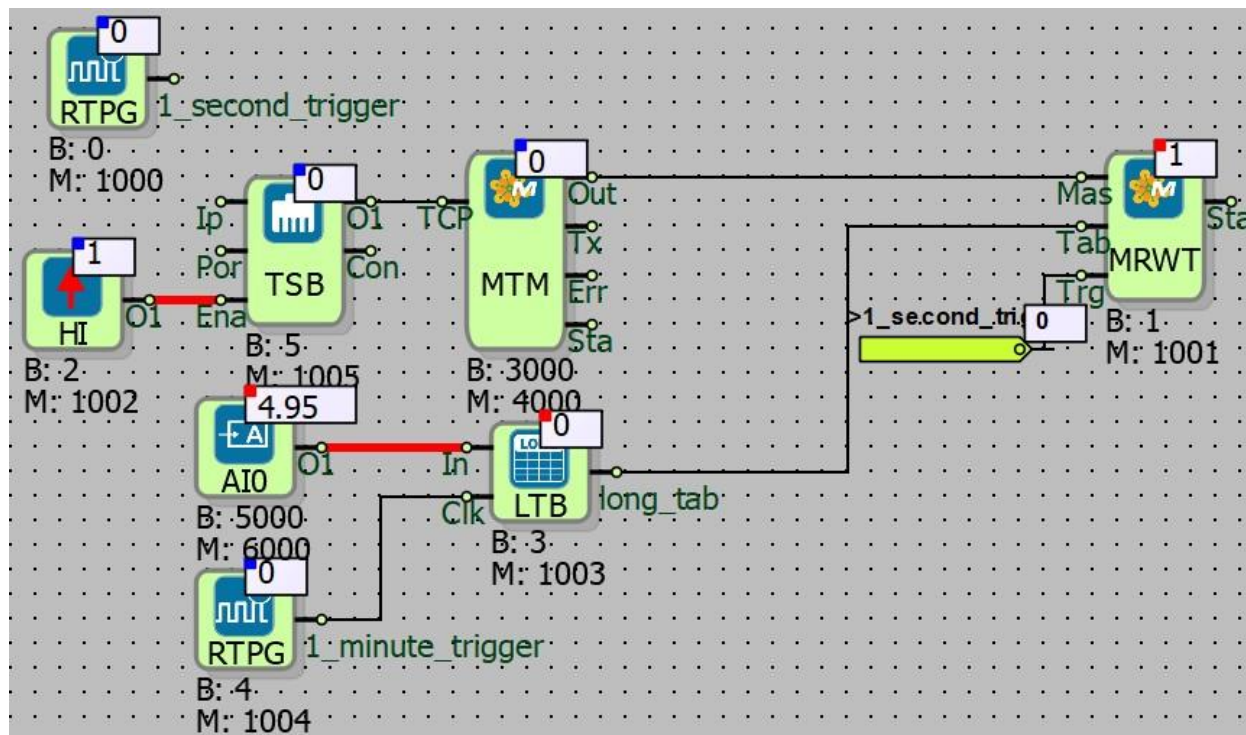 0
RTPG
1_second_trigger
B: 0
M: 1000
1
HI
O1
B: 2
M: 1002
0
Ip
Por
Ena
TSB
O1
Con
B: 5
M: 1005
0
TCP
MTM
Out
Tx
Err
Sta
B: 3000
M: 4000
1
Mas
Tab
Trg
MRWT
Sta
B: 1
M: 1001
0
4.95
A
AI0
O1
B: 5000
M: 6000
0
In
Clk
LTB
long_tab
B: 3
M: 1003
0
RTPG
1_minute_trigger
B: 4
M: 1004